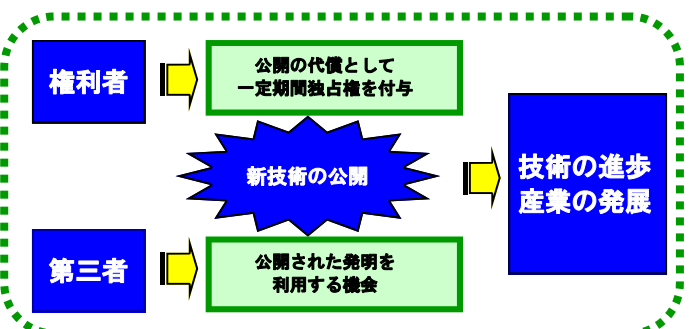 権利者
公開の代償として
一定期間独占権を付与
新技術の公開
技術の進歩
産業の発展
第三者
公開された発明を
利用する機会